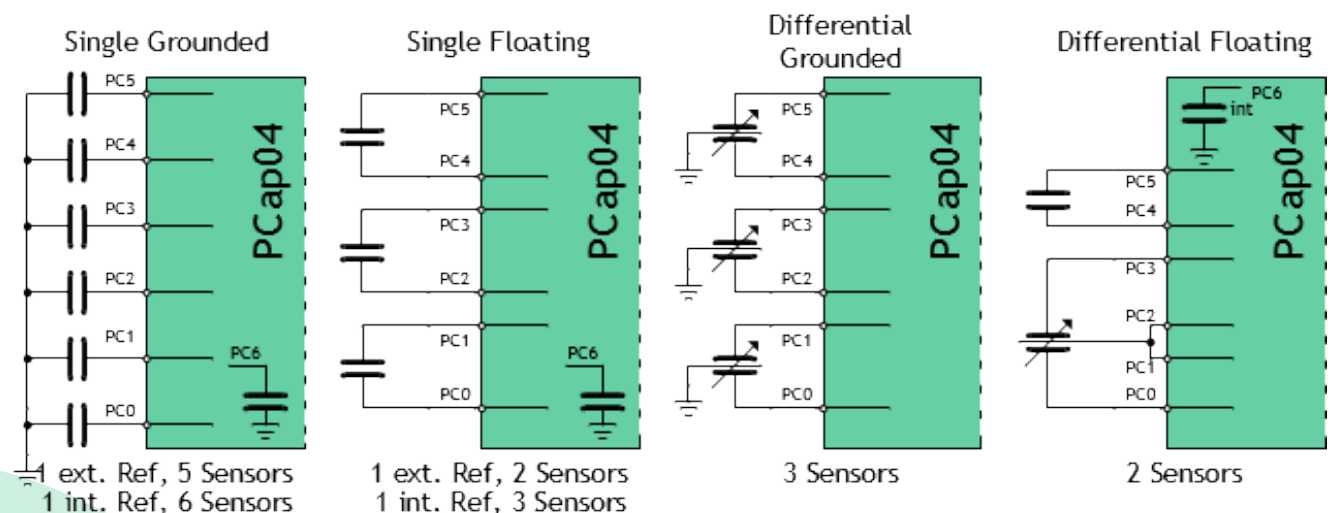 Single Grounded
PC5
PC4
PC3
PC2
PC1
PC0
PC6
PCap04
1 ext. Ref, 5 Sensors
1 int. Ref, 6 Sensors
Single Floating
PC5
PC4
PC3
PC2
PC1
PC0
PC6
PCap04
1 ext. Ref, 2 Sensors
1 int. Ref, 3 Sensors
Differential
Grounded
PC5
PC4
PC3
PC2
PC1
PC0
PCap04
3 Sensors
Differential Floating
PC6
int
PC5
PC4
PC3
PC2
PC1
PC0
PCap04
2 Sensors